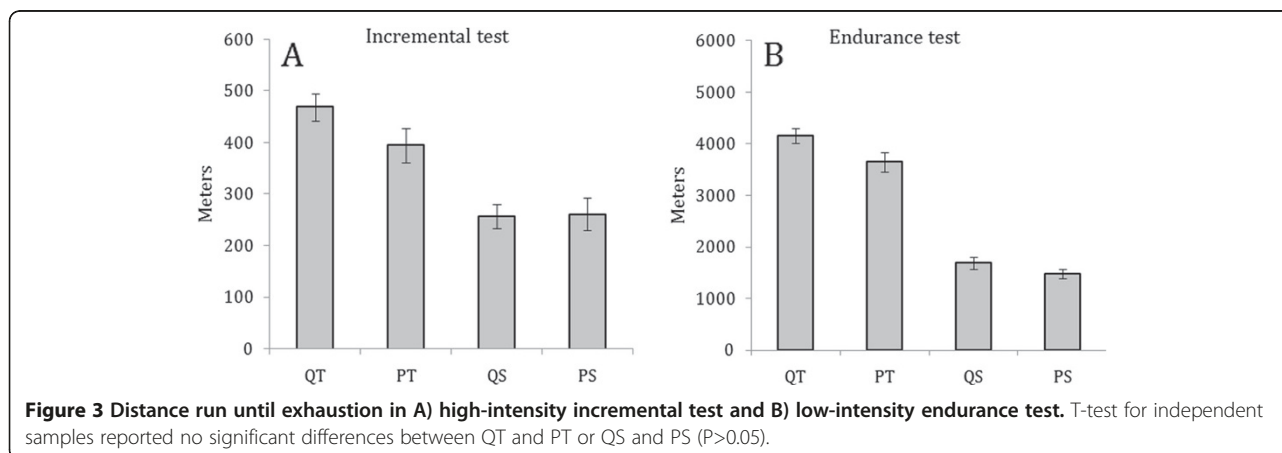 Incremental test
A
600
500
400
300
200
100
0
Meters
QT PT QS PS
Endurance test
B
6000
5000
4000
3000
2000
1000
0
Meters
QT PT QS PS
Figure 3 Distance run until exhaustion in A) high-intensity incremental test and B) low-intensity endurance test. T-test for independent
samples reported no significant differences between QT and PT or QS and PS (P>0.05).